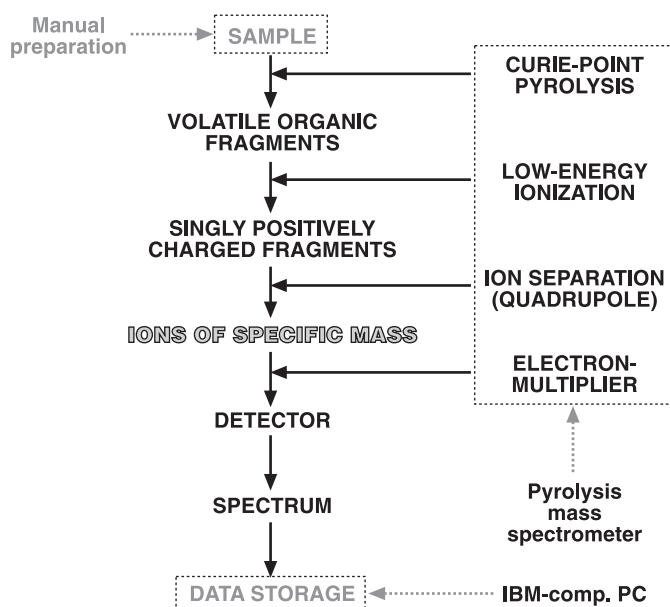 Manual
preparation
SAMPLE
CURIE-POINT
PYROLYSIS
VOLATILE ORGANIC
FRAGMENTS
LOW-ENERGY
IONIZATION
SINGLY POSITIVELY
CHARGED FRAGMENTS
ION SEPARATION
(QUADRUPOLE)
IONS OF SPECIFIC MASS
ELECTRON-
MULTIPLIER
DETECTOR
SPECTRUM
Pyrolysis
mass
spectrometer
DATA STORAGE
IBM-comp. PC